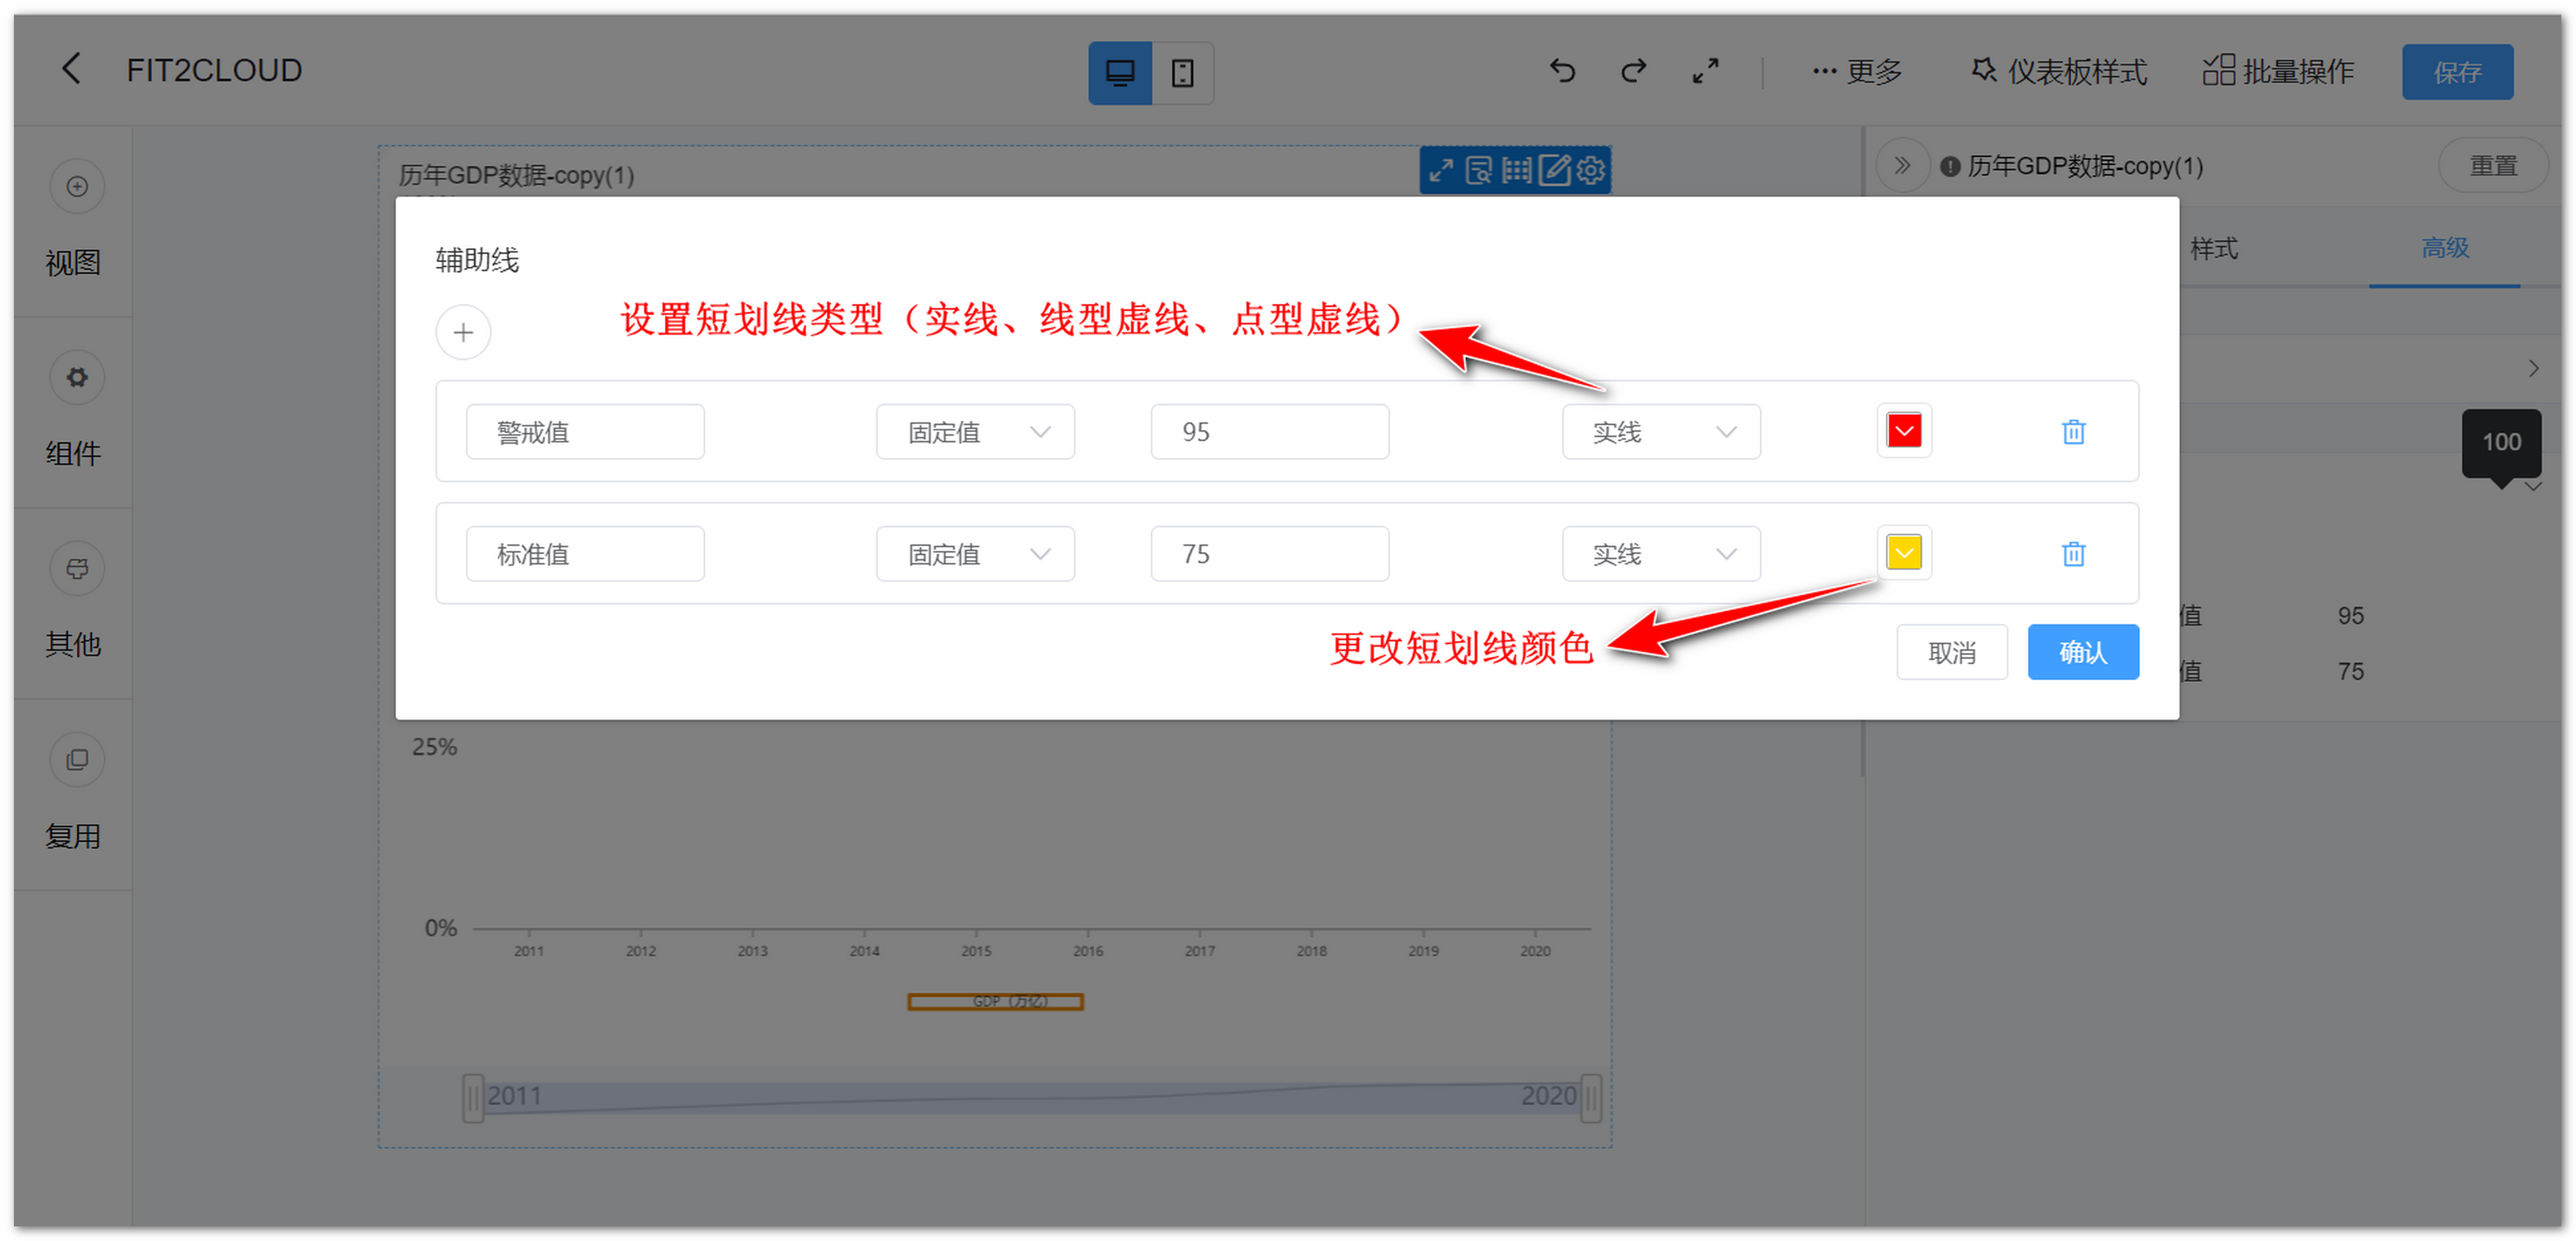 FIT2CLOUD
更多
仪表板样式
批量操作
保存
视图
组件
其他
复用
历年GDP数据-copy(1)
历年GDP数据-copy(1)
重置
样式
高级
辅助线
设置短划线类型（实线、线型虚线、点型虚线）
警戒值
固定值
95
实线
标准值
固定值
75
实线
更改短划线颜色
取消
确认
100
值
95
值
75
25%
0%
2011
2012
2013
2014
2015
2016
2017
2018
2019
2020
GDP（万亿）
2011
2020